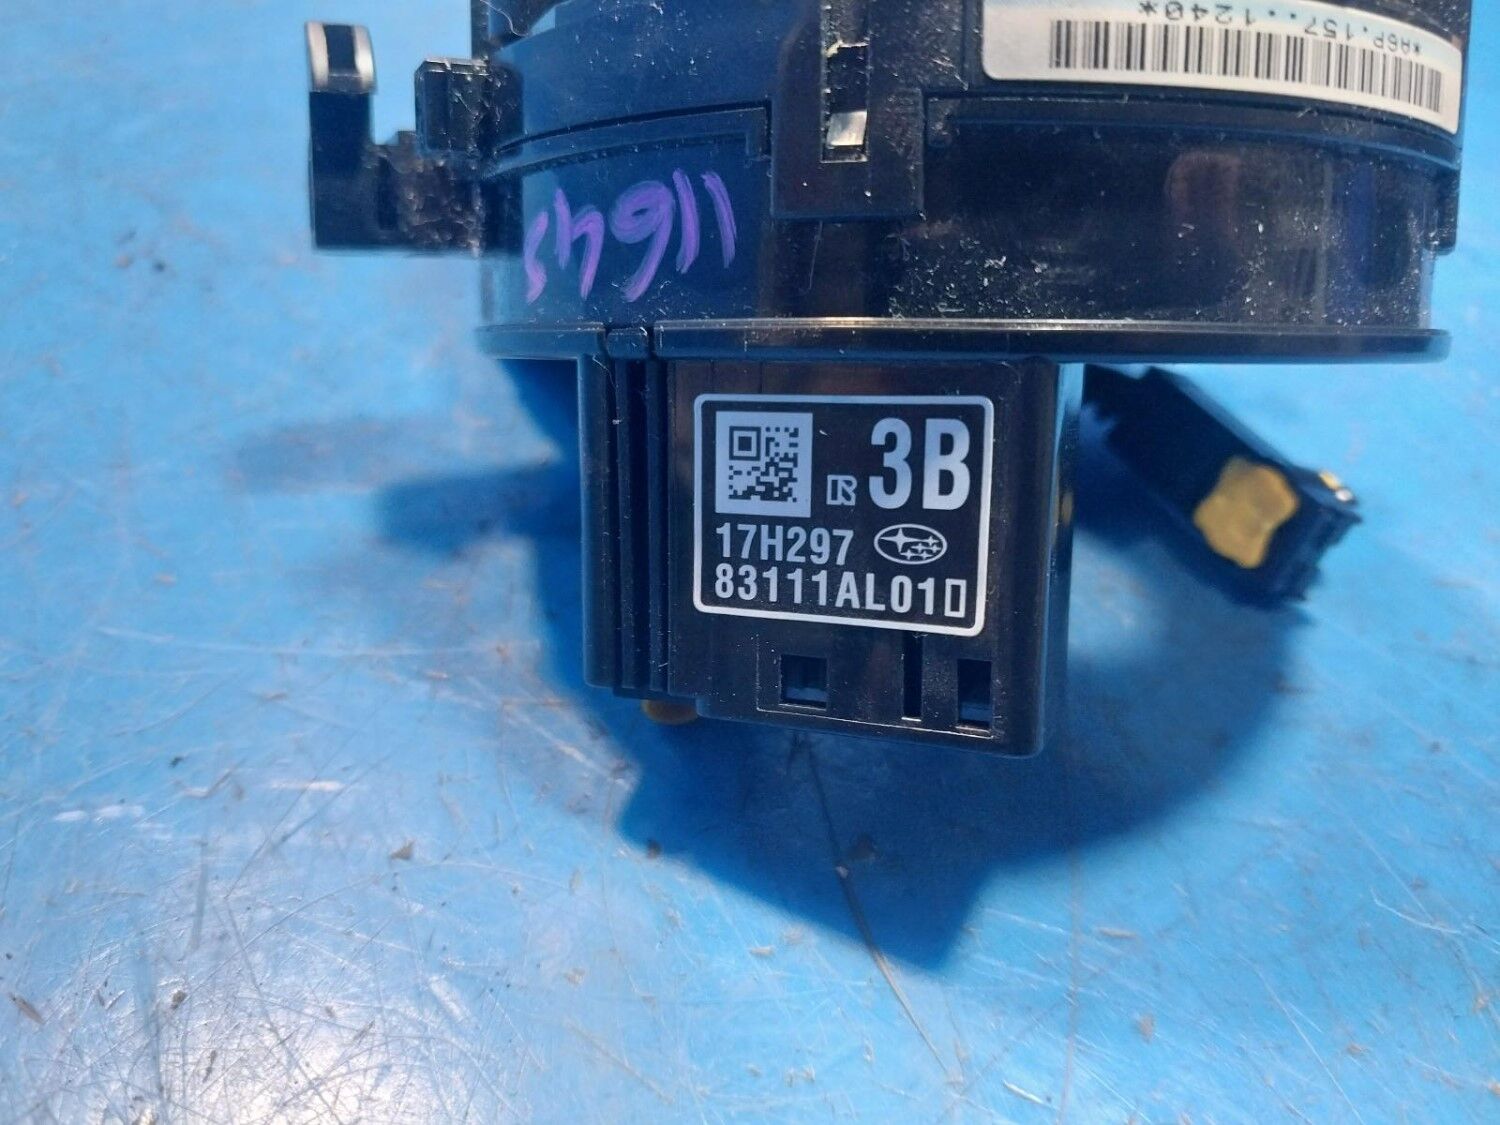 *A6P.157..1240*
11645
R 3B
17H297
83111AL01▯